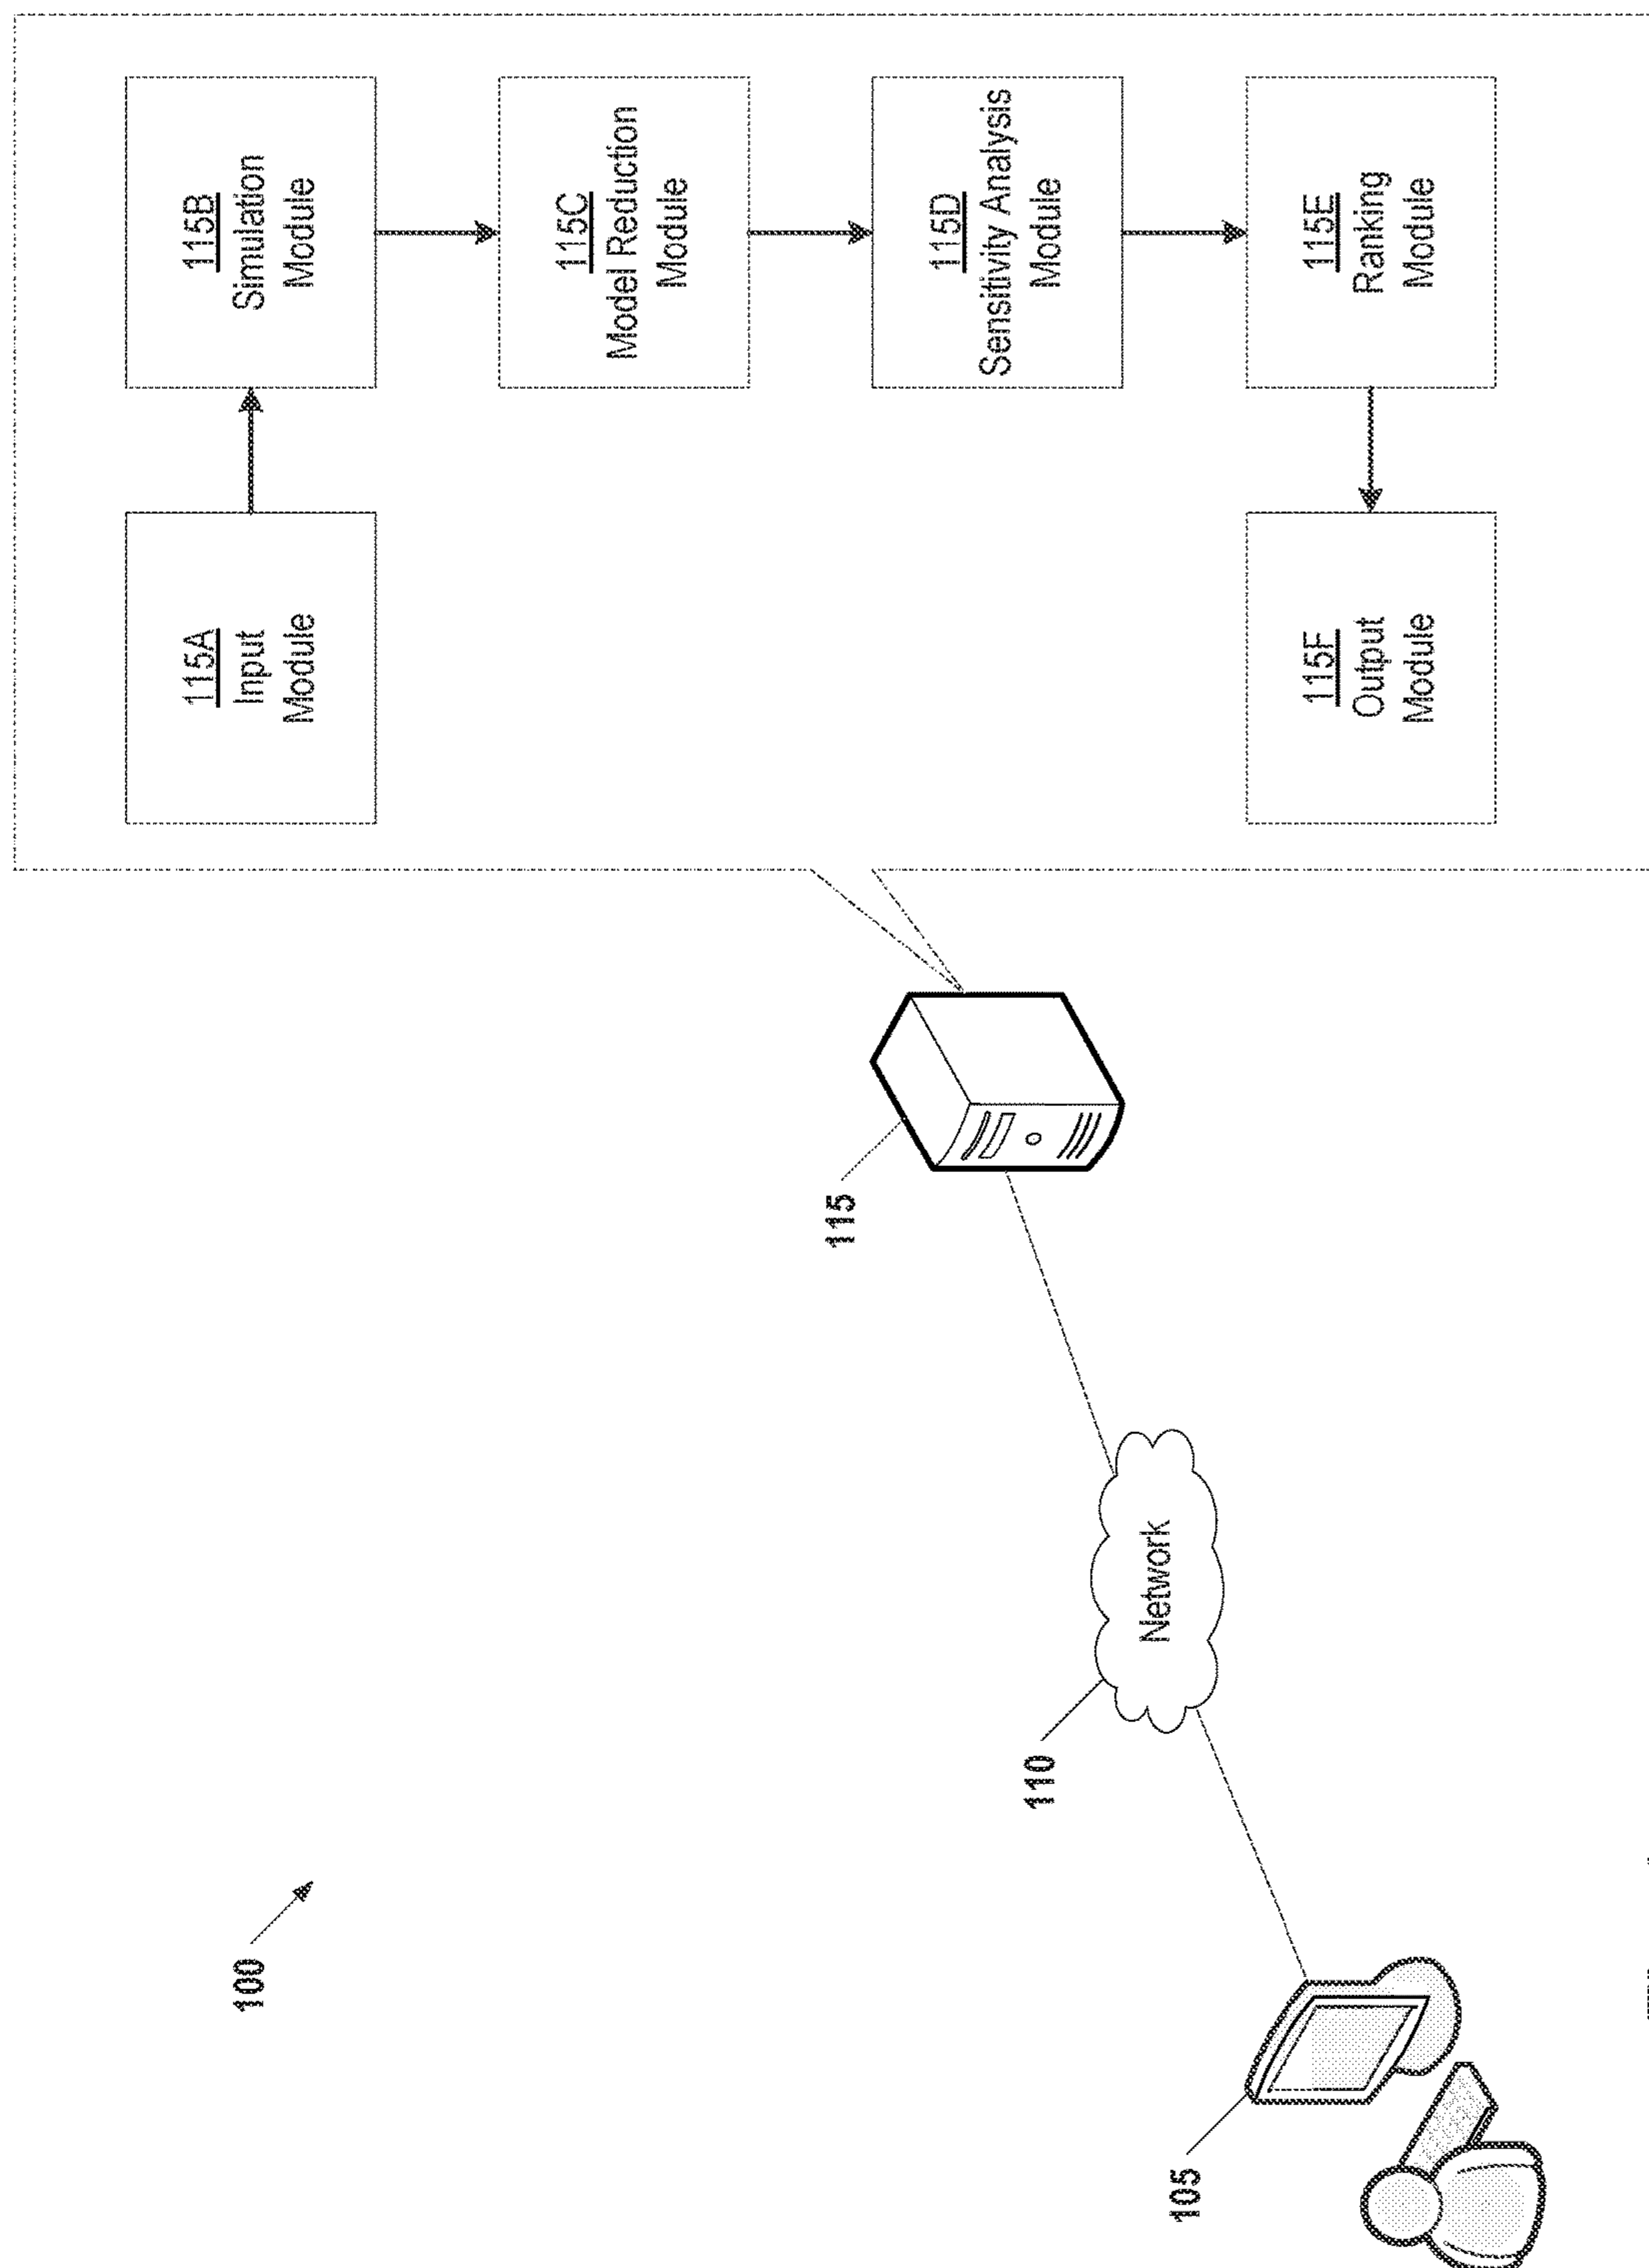 100
105
110
Network
115
115A
Input
Module
115B
Simulation
Module
115C
Model Reduction
Module
115D
Sensitivity Analysis
Module
115E
Ranking
Module
115F
Output
Module